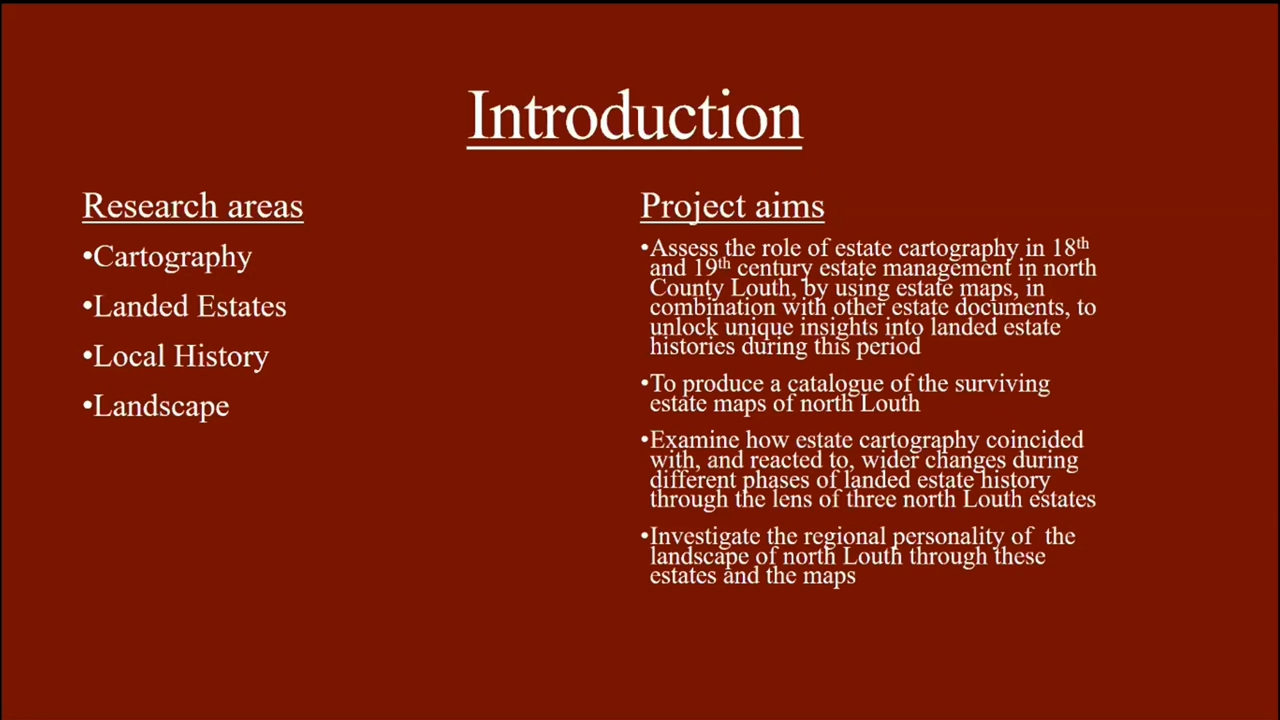 Introduction
Research areas
•Cartography
•Landed Estates
•Local History
•Landscape
Project aims
•Assess the role of estate cartography in 18th
and 19th century estate management in north
County Louth, by using estate maps, in
combination with other estate documents, to
unlock unique insights into landed estate
histories during this period
•To produce a catalogue of the surviving
estate maps of north Louth
•Examine how estate cartography coincided
with, and reacted to, wider changes during
different phases of landed estate history
through the lens of three north Louth estates
•Investigate the regional personality of  the
landscape of north Louth through these
estates and the maps